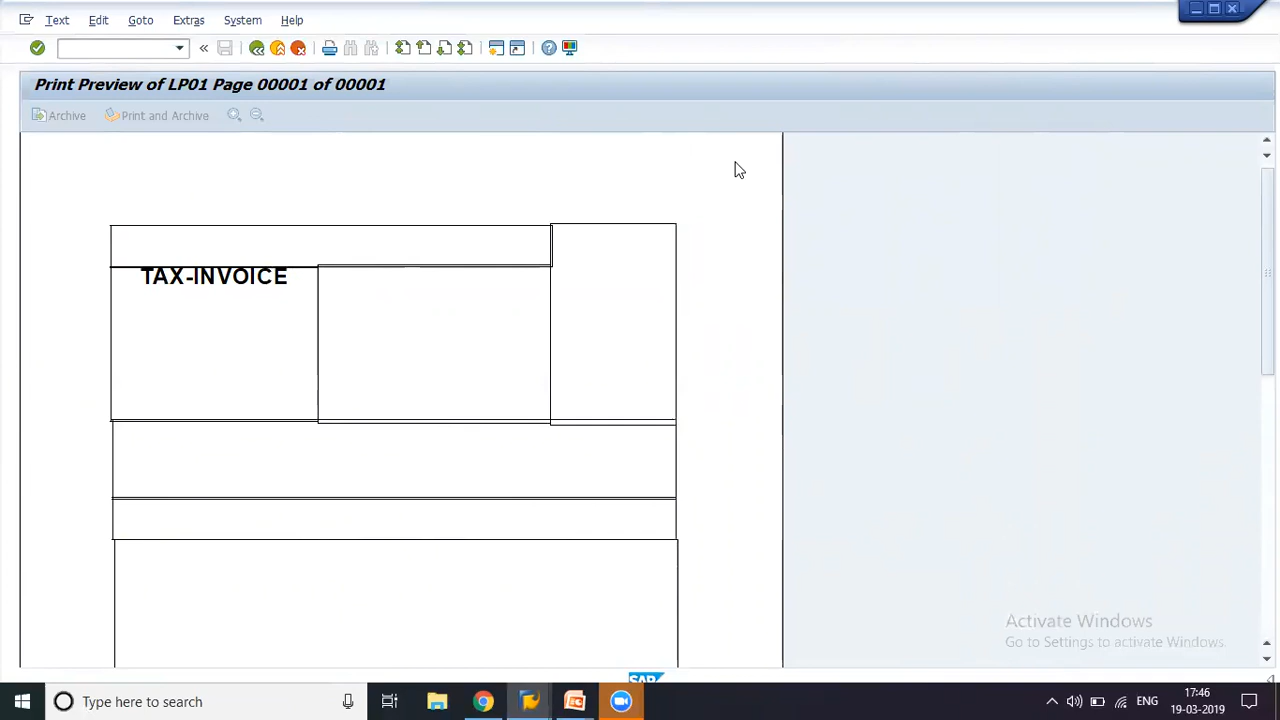 Text Edit Goto Extras System Help
Print Preview of LP01 Page 00001 of 00001
Archive Print and Archive
TAX-INVOICE
Activate Windows
Go to Settings to activate Windows.
SAP
Type here to search
ENG
17:46
19-03-2019